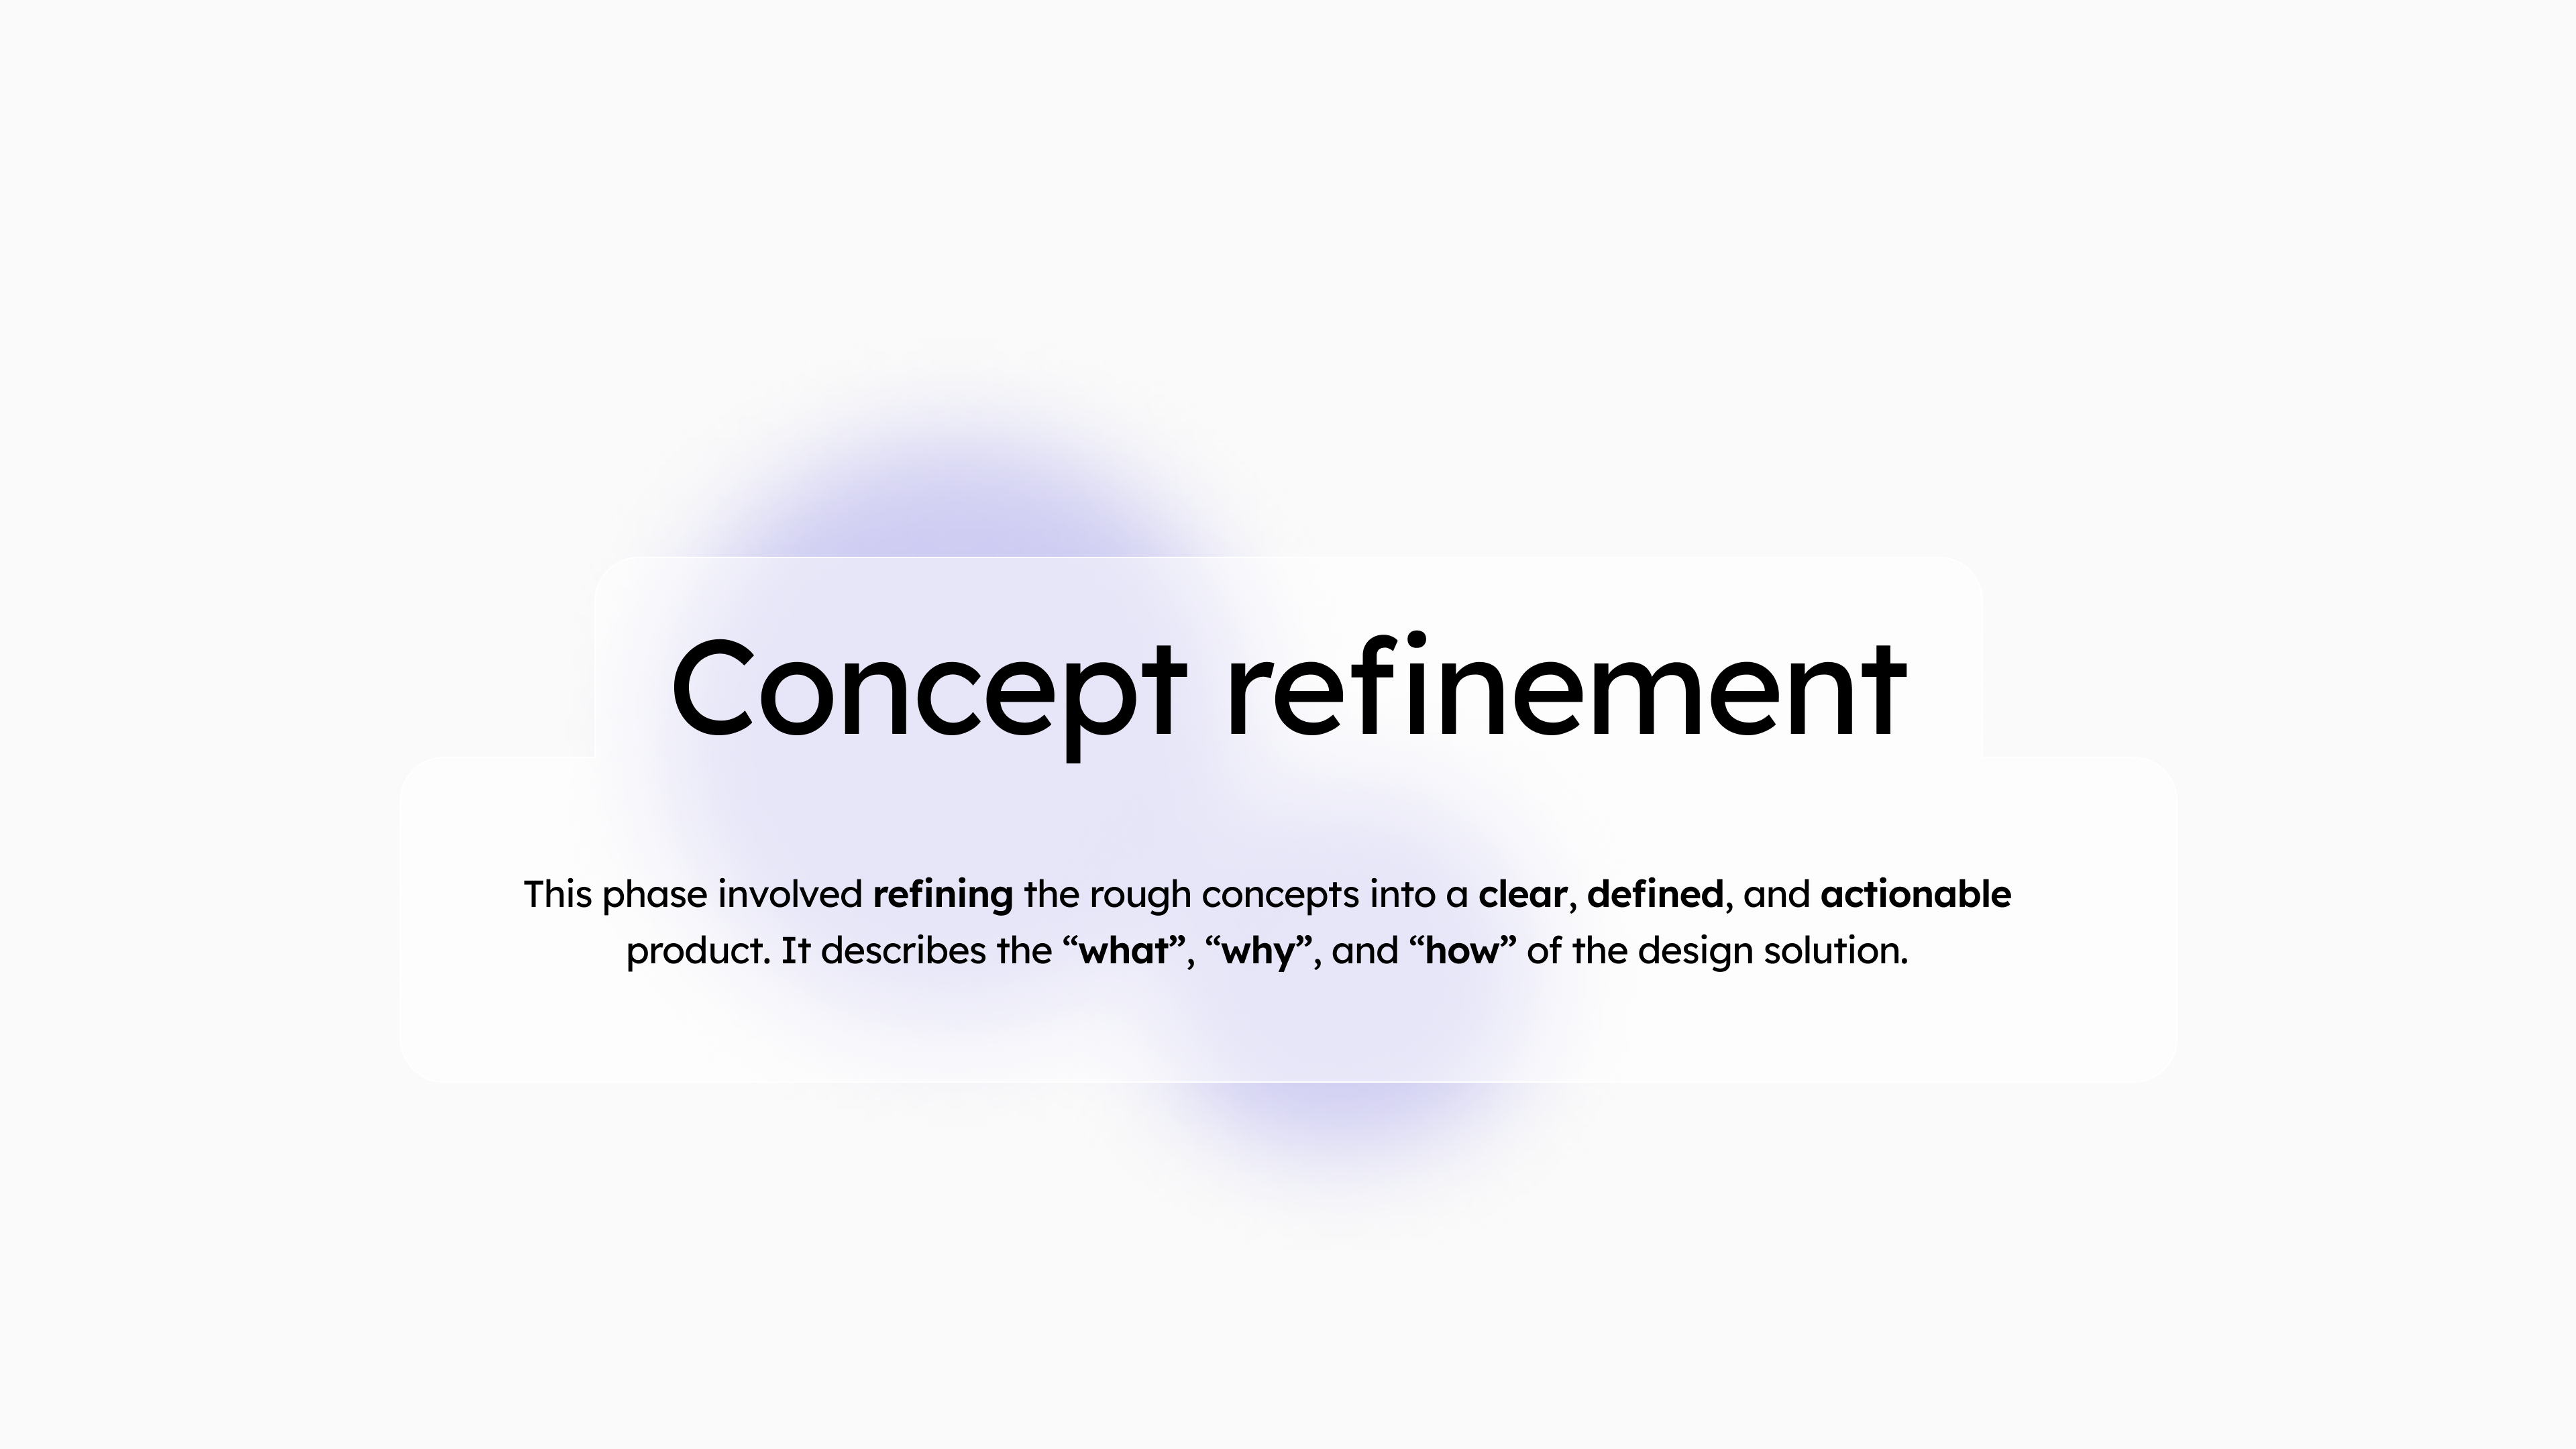 Concept refinement
This phase involved refining the rough concepts into a clear, defined, and actionable
product. It describes the “what”, “why”, and “how” of the design solution.